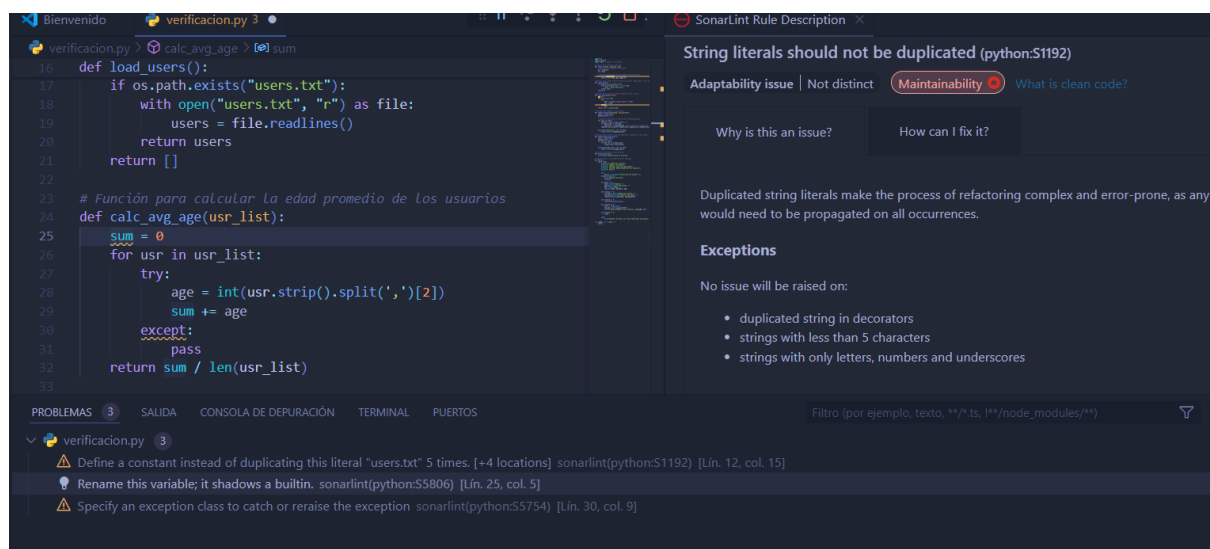 Bienvenido
verificacion.py 3
verificacion.py > calc_avg_age > sum
16 def load_users():
17 if os.path.exists("users.txt"):
18 with open("users.txt", "r") as file:
19 users = file.readlines()
20 return users
21 return []
22
23 # Función para calcular la edad promedio de los usuarios
24 def calc_avg_age(usr_list):
25 sum = 0
26 for usr in usr_list:
27 try:
28 age = int(usr.strip().split(',')[2])
29 sum += age
30 except:
31 pass
32 return sum / len(usr_list)
33
SonarLint Rule Description
String literals should not be duplicated (python:S1192)
Adaptability issue | Not distinct Maintainability What is clean code?
Why is this an issue? How can I fix it?
Duplicated string literals make the process of refactoring complex and error-prone, as any
would need to be propagated on all occurrences.
Exceptions
No issue will be raised on:
• duplicated string in decorators
• strings with less than 5 characters
• strings with only letters, numbers and underscores
PROBLEMAS 3 SALIDA CONSOLA DE DEPURACIÓN TERMINAL PUERTOS Filtro (por ejemplo, texto, **/*.ts, !**/node_modules/**)
verificacion.py 3
Define a constant instead of duplicating this literal "users.txt" 5 times. [+4 locations] sonarlint(python:S1192) [Lín. 12, col. 15]
Rename this variable; it shadows a builtin. sonarlint(python:S5806) [Lín. 25, col. 5]
Specify an exception class to catch or reraise the exception sonarlint(python:S5754) [Lín. 30, col. 9]